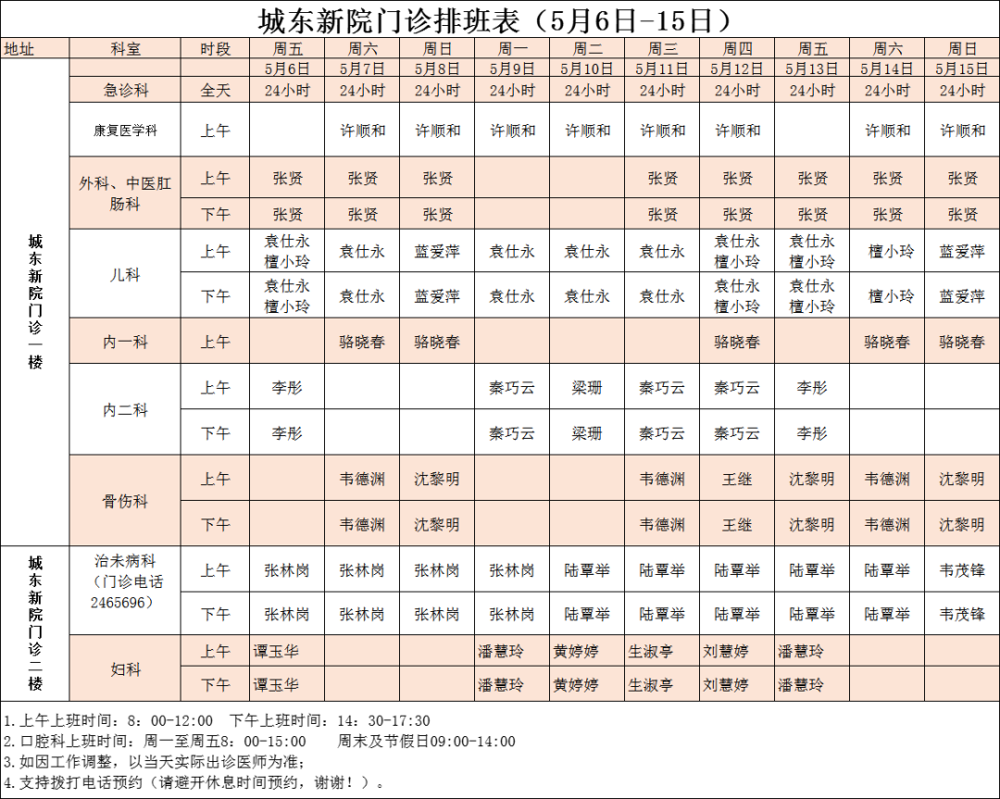 城东新院门诊排班表（5月6日-15日）
地址 科室 时段 周五 周六 周日 周一 周二 周三 周四 周五 周六 周日
5月6日 5月7日 5月8日 5月9日 5月10日 5月11日 5月12日 5月13日 5月14日 5月15日
城东新院门诊一楼
急诊科 全天 24小时 24小时 24小时 24小时 24小时 24小时 24小时 24小时 24小时 24小时
康复医学科 上午 许顺和 许顺和 许顺和 许顺和 许顺和 许顺和 许顺和 许顺和
外科、中医肛
肠科
上午 张贤 张贤 张贤 张贤 张贤 张贤 张贤 张贤
下午 张贤 张贤 张贤 张贤 张贤 张贤 张贤 张贤
儿科
上午 袁仕永 檀小玲 袁仕永 蓝爱萍 袁仕永 袁仕永 袁仕永 袁仕永 檀小玲 袁仕永 檀小玲 檀小玲 蓝爱萍
下午 袁仕永 檀小玲 袁仕永 蓝爱萍 袁仕永 袁仕永 袁仕永 袁仕永 檀小玲 袁仕永 檀小玲 檀小玲 蓝爱萍
内一科 上午 骆晓春 骆晓春 骆晓春 骆晓春 骆晓春
内二科
上午 李彤 秦巧云 梁珊 秦巧云 秦巧云 李彤
下午 李彤 秦巧云 梁珊 秦巧云 秦巧云 李彤
骨伤科
上午 韦德渊 沈黎明 韦德渊 王继 沈黎明 韦德渊 沈黎明
下午 韦德渊 沈黎明 韦德渊 王继 沈黎明 韦德渊 沈黎明
城东新院门诊二楼
治未病科
（门诊电话
2465696）
上午 张林岗 张林岗 张林岗 张林岗 陆覃举 陆覃举 陆覃举 陆覃举 陆覃举 韦茂锋
下午 张林岗 张林岗 张林岗 张林岗 陆覃举 陆覃举 陆覃举 陆覃举 陆覃举 韦茂锋
妇科
上午 谭玉华 潘慧玲 黄婷婷 生淑亭 刘慧婷 潘慧玲
下午 谭玉华 潘慧玲 黄婷婷 生淑亭 刘慧婷 潘慧玲
1.上午上班时间：8：00-12:00 下午上班时间：14：30-17:30
2.口腔科上班时间：周一至周五8：00-15:00 周末及节假日09:00-14:00
3.如因工作调整，以当天实际出诊医师为准；
4.支持拨打电话预约（请避开休息时间预约，谢谢！）。